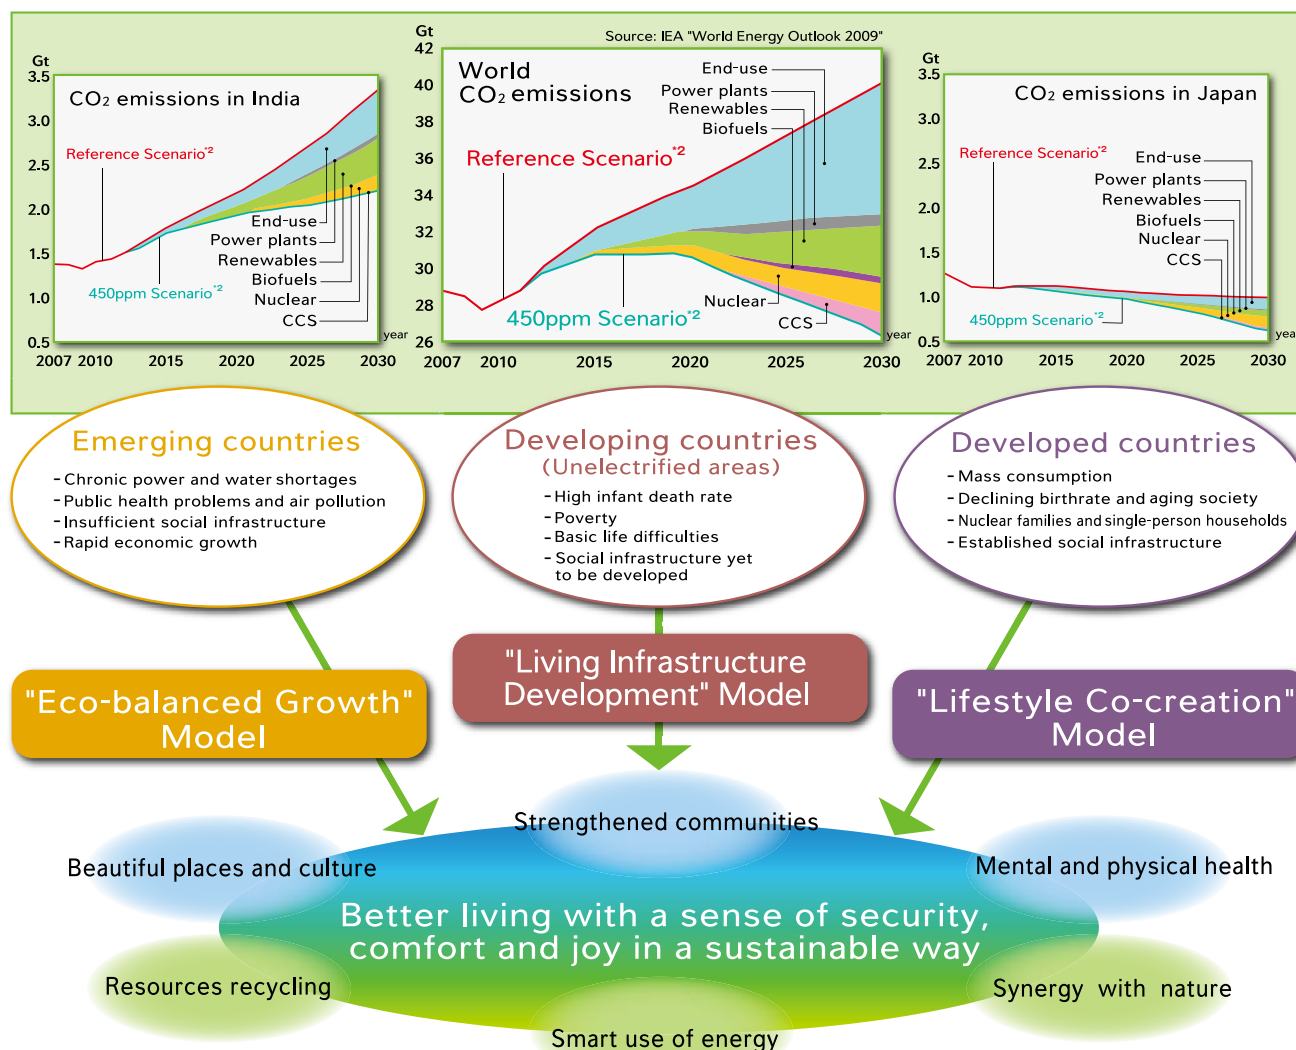 Source: IEA "World Energy Outlook 2009"
Gt
3.5
3.0
2.5
2.0
1.5
1.0
0.5
CO2 emissions in India
Reference Scenario*2
End-use
Power plants
Renewables
Biofuels
Nuclear
CCS
450ppm Scenario*2
year
2007 2010 2015 2020 2025 2030
Gt
42
40
38
36
34
32
30
28
26
World
CO2 emissions
End-use
Power plants
Renewables
Biofuels
Reference Scenario*2
Nuclear
CCS
450ppm Scenario*2
year
2007 2010 2015 2020 2025 2030
Gt
3.5
3.0
2.5
2.0
1.5
1.0
0.5
CO2 emissions in Japan
Reference Scenario*2
End-use
Power plants
Renewables
Biofuels
Nuclear
CCS
450ppm Scenario*2
year
2007 2010 2015 2020 2025 2030
Emerging countries
- Chronic power and water shortages
- Public health problems and air pollution
- Insufficient social infrastructure
- Rapid economic growth
Developing countries
(Unelectrified areas)
- High infant death rate
- Poverty
- Basic life difficulties
- Social infrastructure yet
to be developed
Developed countries
- Mass consumption
- Declining birthrate and aging society
- Nuclear families and single-person households
- Established social infrastructure
"Eco-balanced Growth"
Model
"Living Infrastructure
Development" Model
"Lifestyle Co-creation"
Model
Strengthened communities
Beautiful places and culture
Mental and physical health
Better living with a sense of security,
comfort and joy in a sustainable way
Resources recycling
Synergy with nature
Smart use of energy